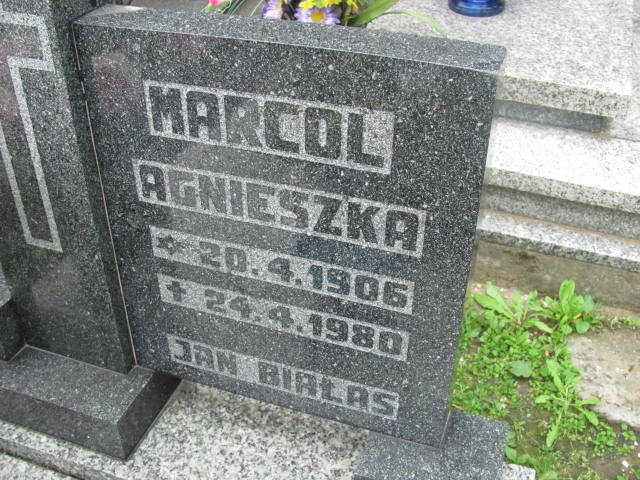 MARCOL
AGNIESZKA
☆ 20.4.1906
✝ 24.4.1980
JAN BIAŁAS